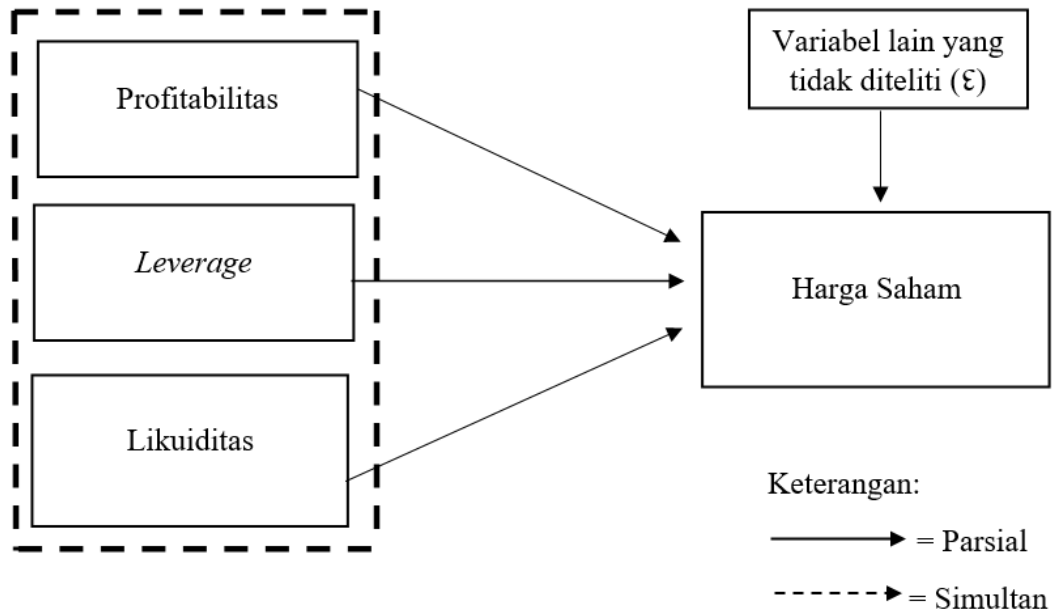 Profitabilitas
Leverage
Likuiditas
Variabel lain yang
tidak diteliti (Ɛ)
Harga Saham
Keterangan:
= Parsial
= Simultan